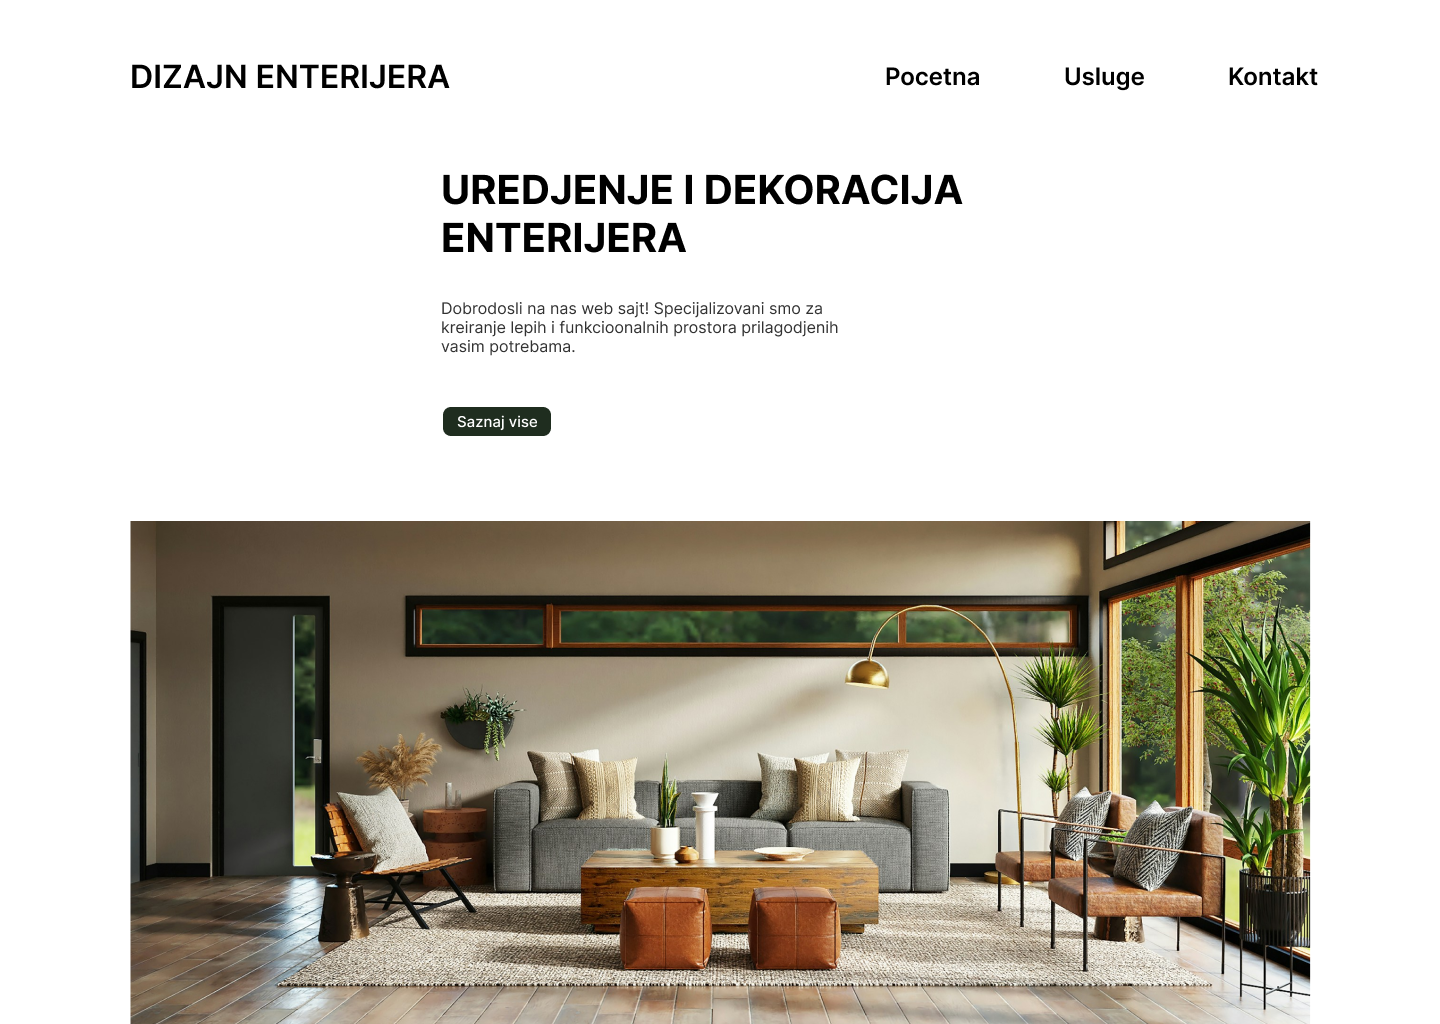 DIZAJN ENTERIJERA
Pocetna
Usluge
Kontakt
UREDJENJE I DEKORACIJA
ENTERIJERA
Dobrodosli na nas web sajt! Specijalizovani smo za
kreiranje lepih i funkcioonalnih prostora prilagodjenih
vasim potrebama.
Saznaj vise